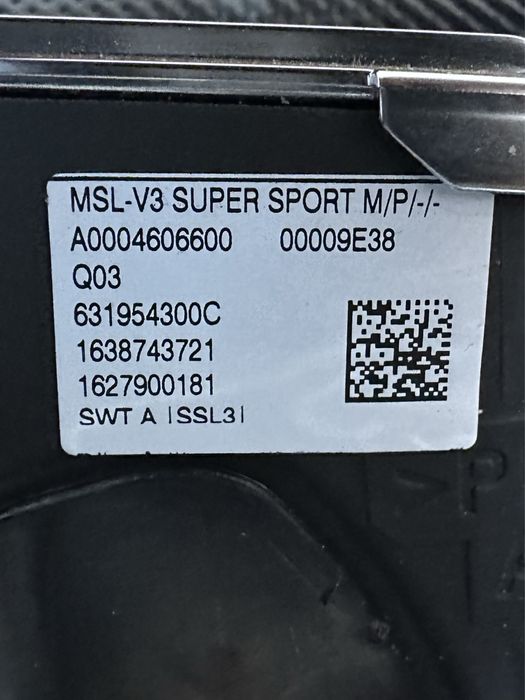 MSL-V3 SUPER SPORT M/P/-/-
A0004606600 00009E38
Q03
631954300C
1638743721
1627900181
SWT A |SSL3|
>P